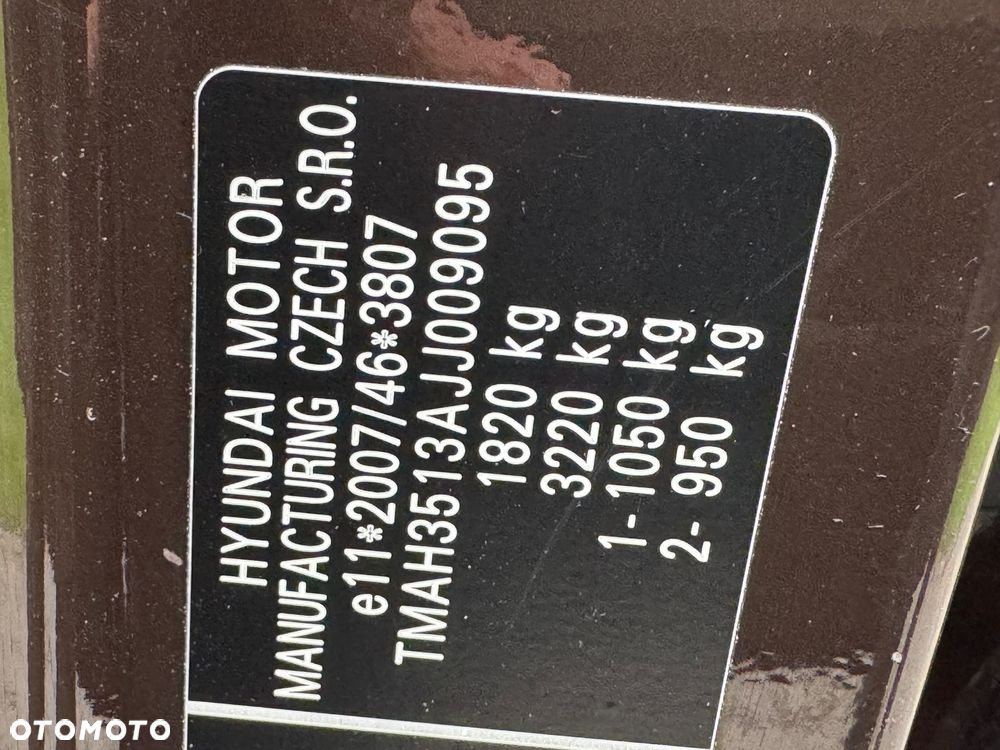 HYUNDAI MOTOR
MANUFACTURING CZECH S.R.O.
e11*2007/46*3807
TMAH3513AJJ009095
1820 kg
3220 kg
1-1050 kg
2- 950 kg
OTOMOTO